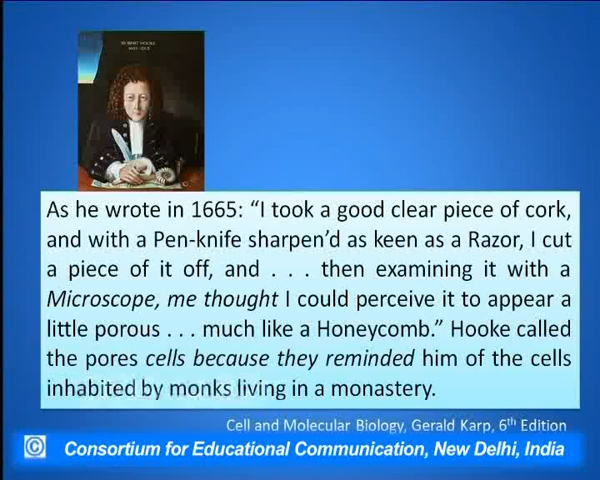 ROBERT HOOKE
As he wrote in 1665: “I took a good clear piece of cork,
and with a Pen-knife sharpen’d as keen as a Razor, I cut
a piece of it off, and . . . then examining it with a
Microscope, me thought I could perceive it to appear a
little porous . . . much like a Honeycomb.” Hooke called
the pores cells because they reminded him of the cells
inhabited by monks living in a monastery.
Cell and Molecular Biology, Gerald Karp, 6th Edition
© Consortium for Educational Communication, New Delhi, India